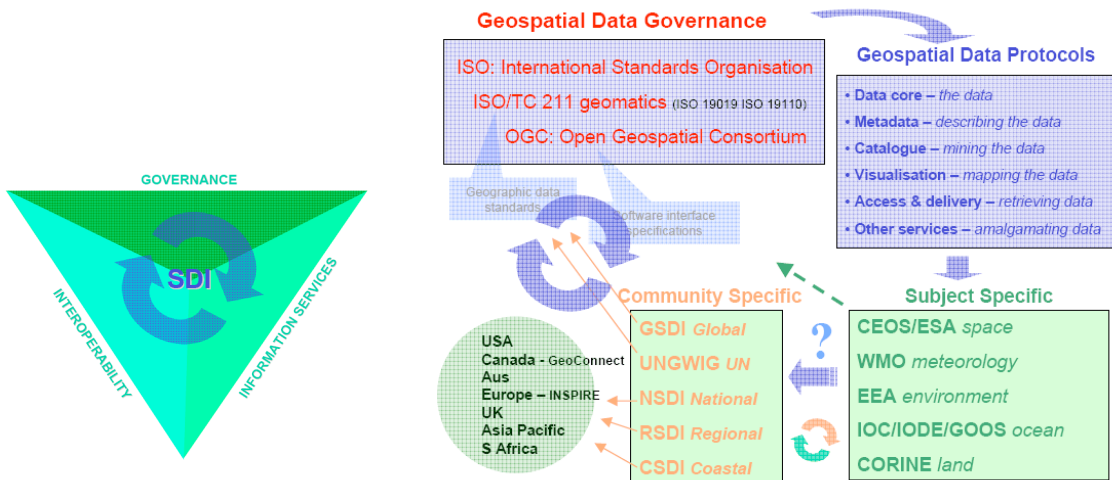 GOVERNANCE
SDI
INTEROPERABILITY
INFORMATION SERVICES
Geospatial Data Governance
ISO: International Standards Organisation
ISO/TC 211 geomatics (ISO 19019 ISO 19110)
OGC: Open Geospatial Consortium
Geographic data
standards
Software interface
specifications
Geospatial Data Protocols
• Data core – the data
• Metadata – describing the data
• Catalogue – mining the data
• Visualisation – mapping the data
• Access & delivery – retrieving data
• Other services – amalgamating data
Community Specific
GSDI Global
UNGWIG UN
NSDI National
RSDI Regional
CSDI Coastal
USA
Canada - GeoConnect
Aus
Europe – INSPIRE
UK
Asia Pacific
S Africa
?
Subject Specific
CEOS/ESA space
WMO meteorology
EEA environment
IOC/IODE/GOOS ocean
CORINE land